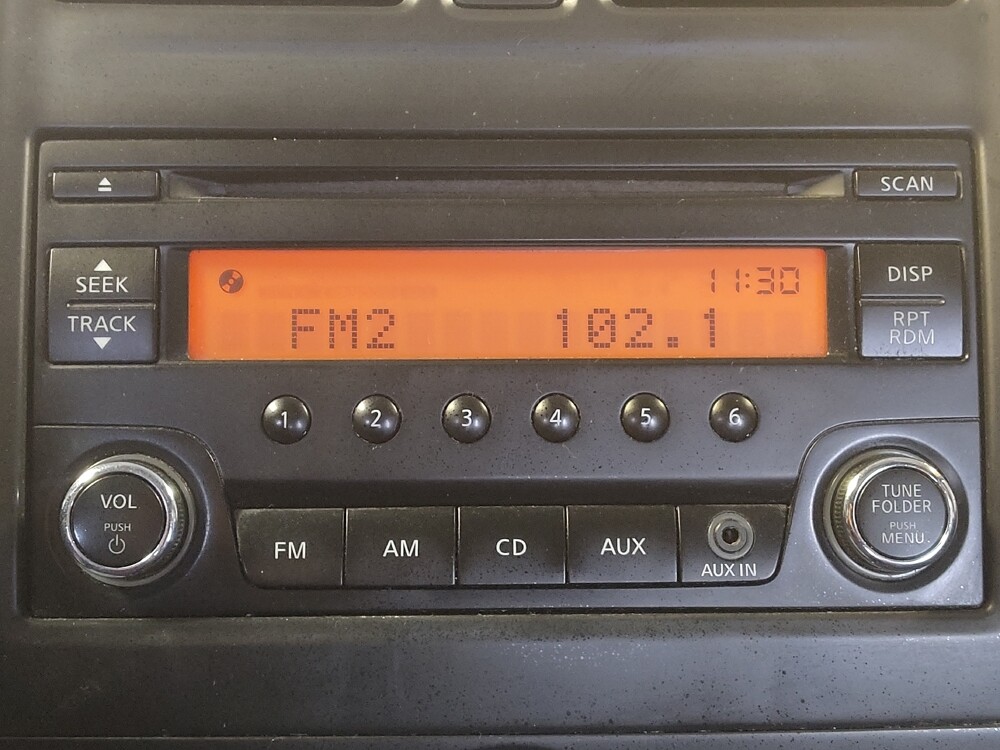 SCAN
SEEK
TRACK
11:30
FM2 102.1
DISP
RPT
RDM
1 2 3 4 5 6
VOL
PUSH
FM AM CD AUX
AUX IN
TUNE
FOLDER
PUSH
MENU